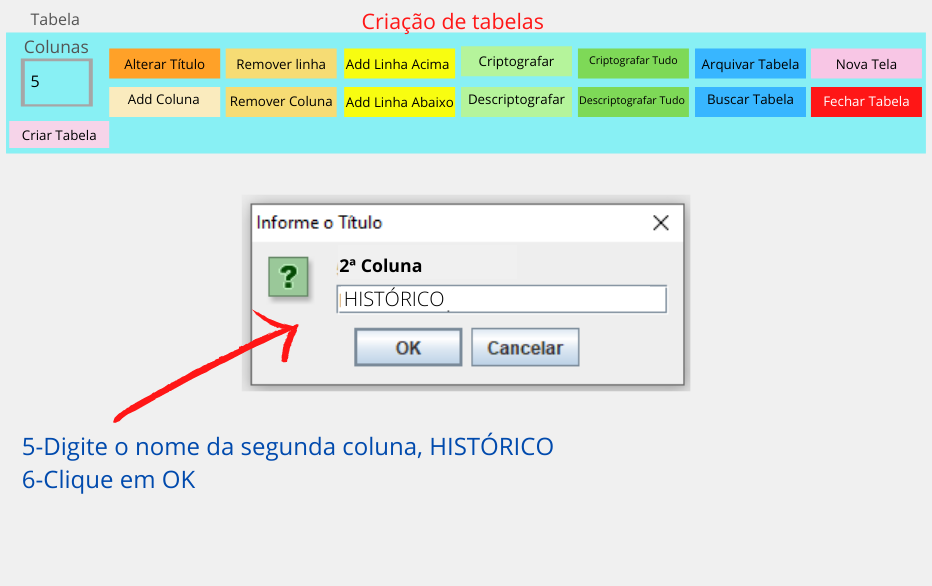 Tabela
Criação de tabelas
Colunas
5
Alterar Título
Remover linha
Add Linha Acima
Criptografar
Criptografar Tudo
Arquivar Tabela
Nova Tela
Add Coluna
Remover Coluna
Add Linha Abaixo
Descriptografar
Descriptografar Tudo
Buscar Tabela
Fechar Tabela
Criar Tabela
Informe o Título
?
2ª Coluna
HISTÓRICO
OK
Cancelar
5-Digite o nome da segunda coluna, HISTÓRICO
6-Clique em OK